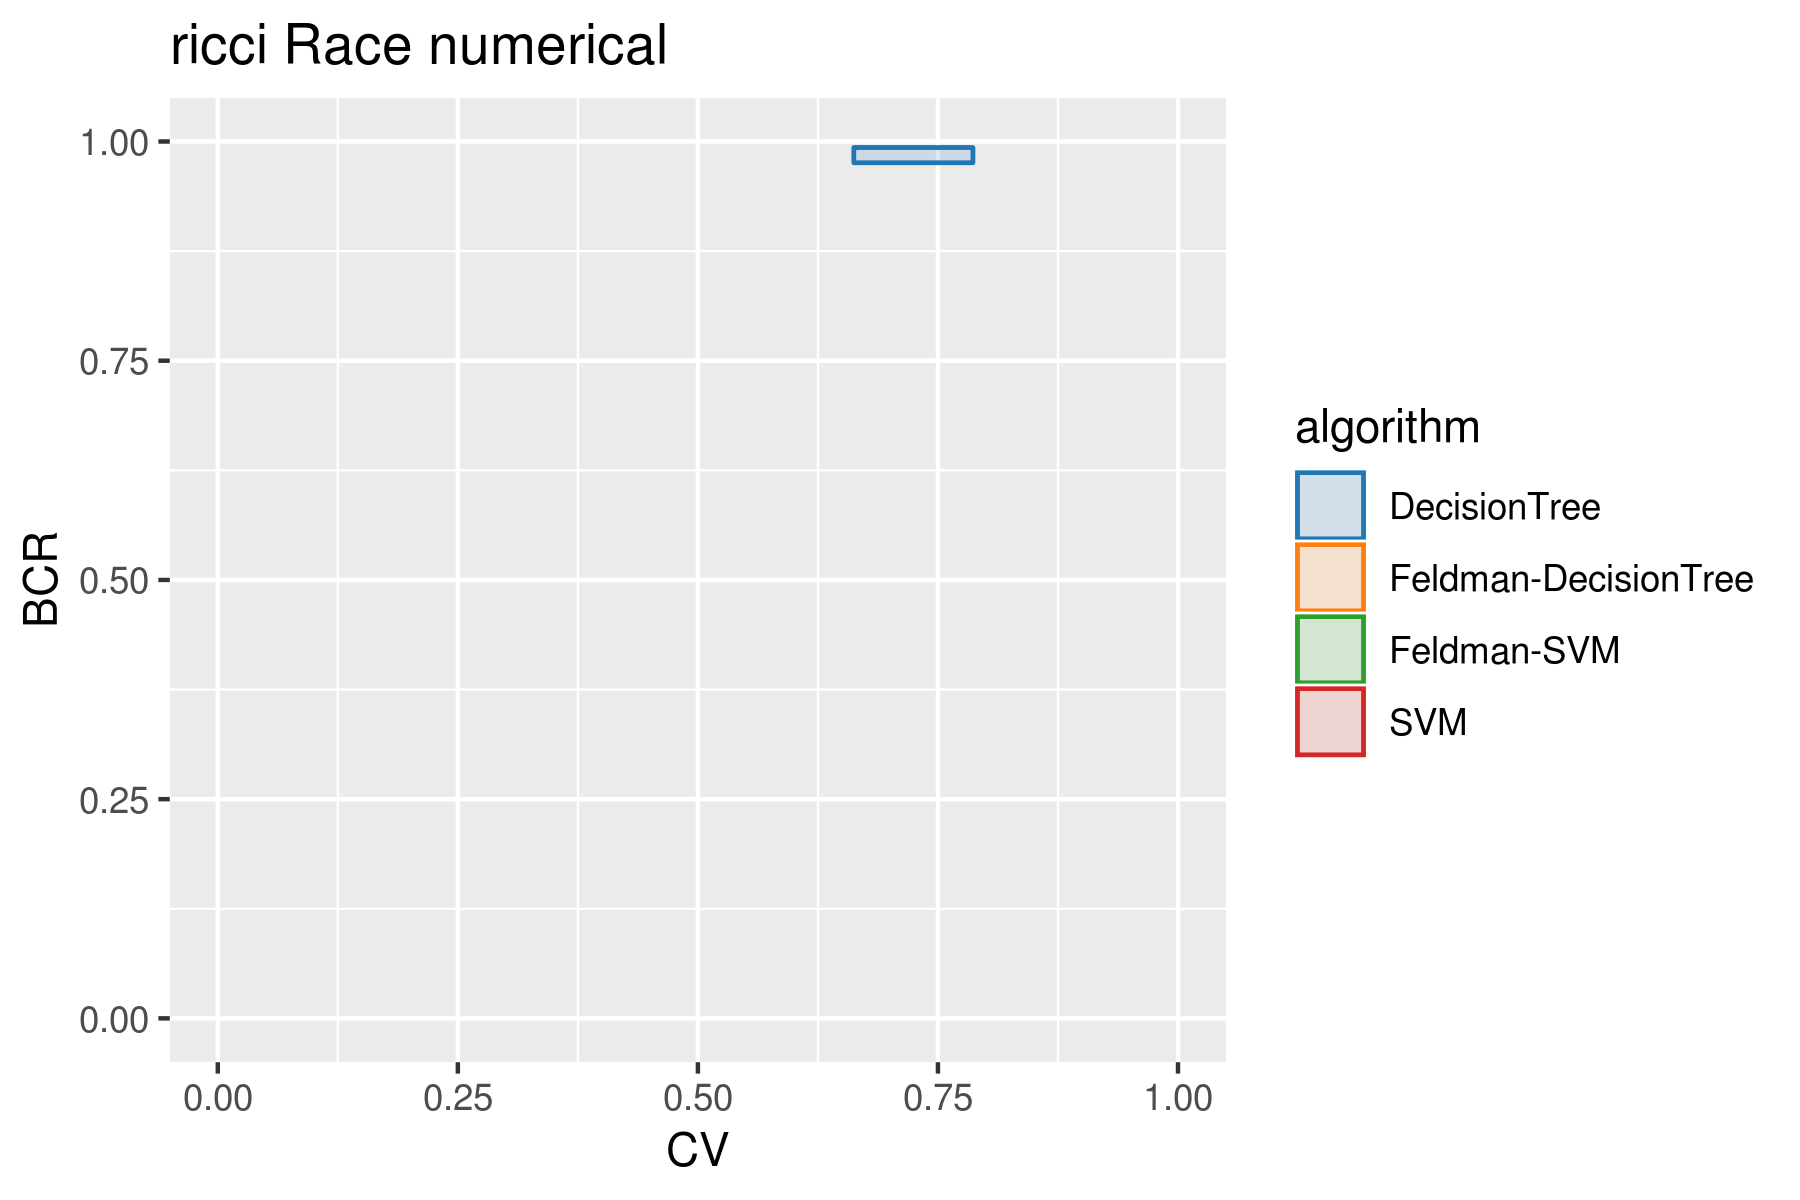 ricci Race numerical
1.00
0.75
0.50
0.25
0.00
BCR
0.00 0.25 0.50 0.75 1.00
CV
algorithm
DecisionTree
Feldman-DecisionTree
Feldman-SVM
SVM